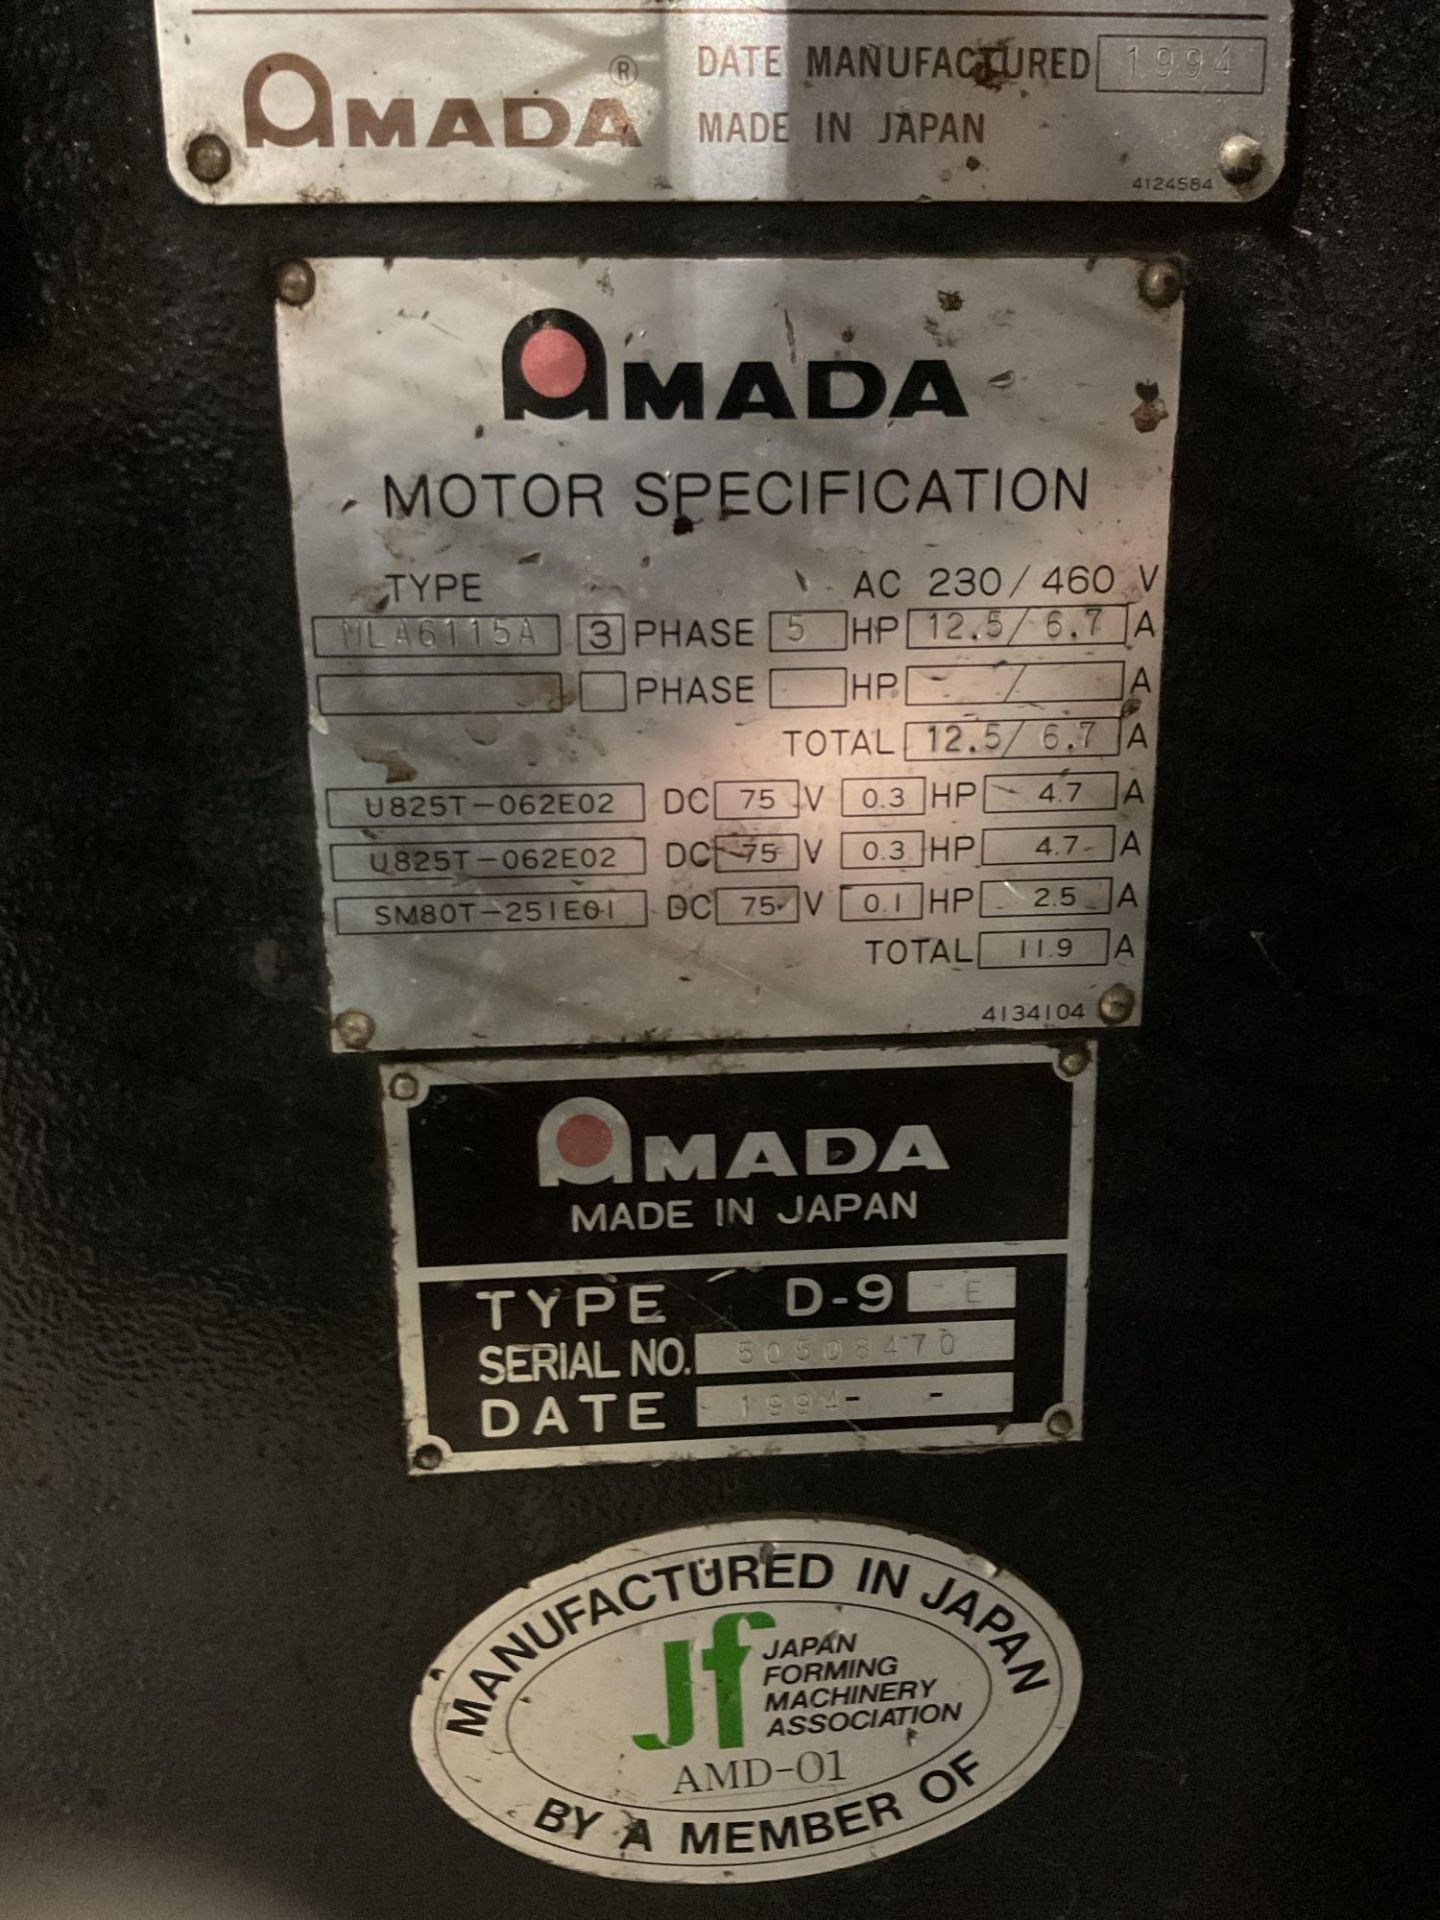 AMADA ® DATE MANUFACTURED 1994
MADE IN JAPAN
4124584
AMADA
MOTOR SPECIFICATION
TYPE AC 230/460 V
MLA6115A 3 PHASE 5 HP 12.5/6.7 A
PHASE HP / A
TOTAL 12.5/6.7 A
U825T-062E02 DC 75 V 0.3 HP 4.7 A
U825T-062E02 DC 75 V 0.3 HP 4.7 A
SM80T-251E01 DC 75 V 0.1 HP 2.5 A
TOTAL 11.9 A
4134104
AMADA
MADE IN JAPAN
TYPE D-9 E
SERIAL NO. 50508470
DATE 1994- -
MANUFACTURED IN JAPAN
Jf JAPAN
FORMING
MACHINERY
ASSOCIATION
AMD-01
BY A MEMBER OF